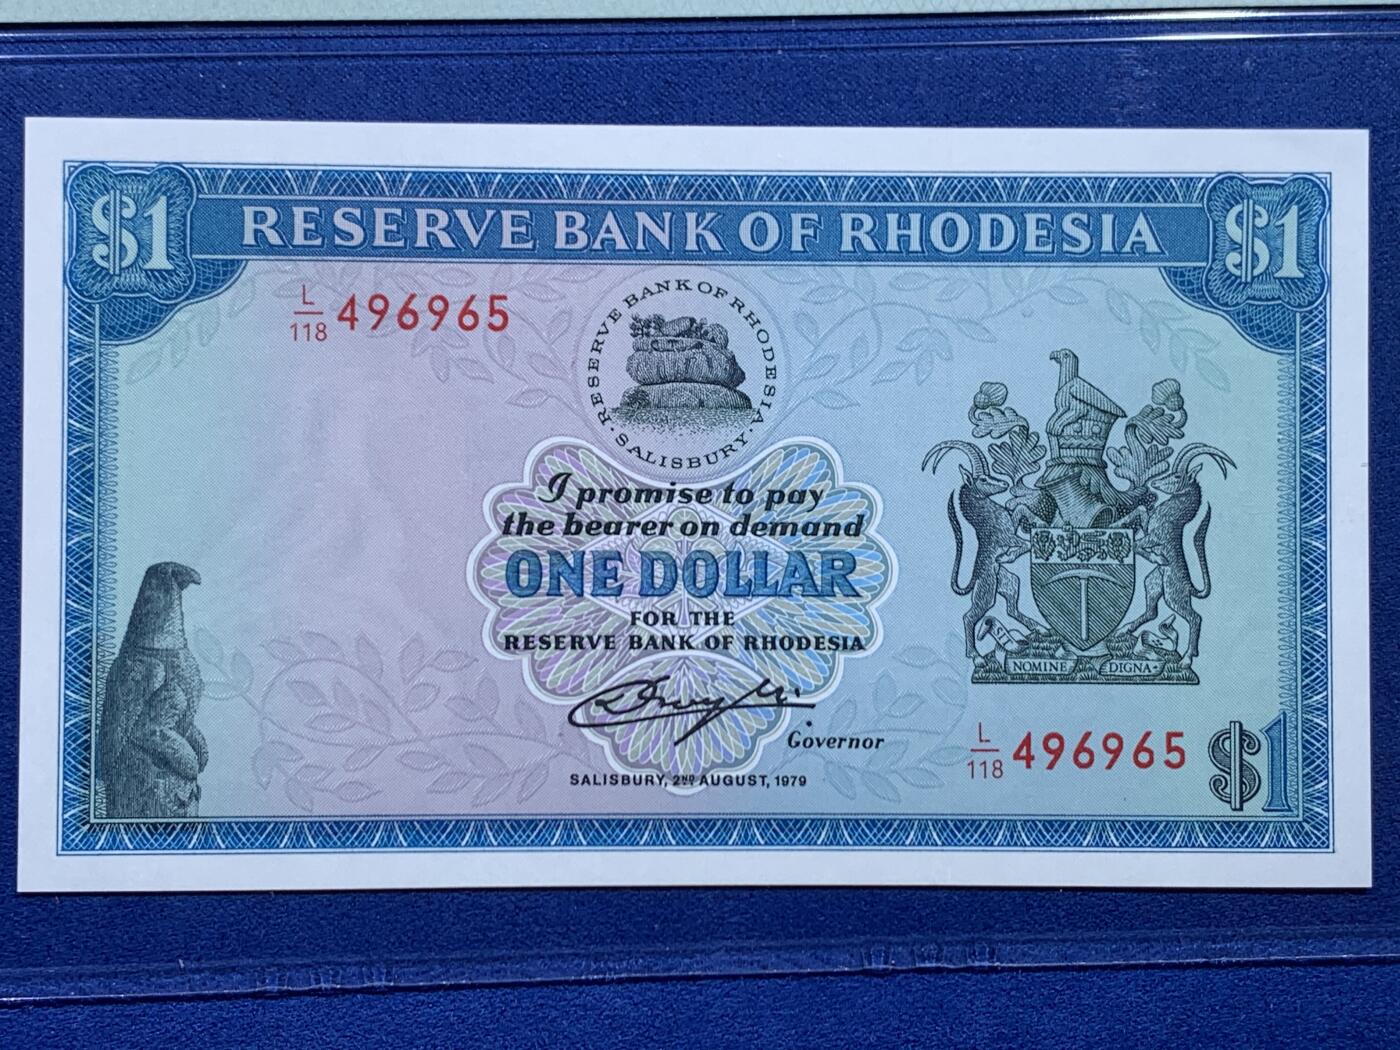 $1
RESERVE BANK OF RHODESIA
$1
L/118 496965
RESERVE BANK OF RHODESIA
· SALISBURY ·
I promise to pay
the bearer on demand
ONE DOLLAR
FOR THE
RESERVE BANK OF RHODESIA
Governor
SALISBURY, 2ND AUGUST, 1979
SIT
NOMINE DIGNA
L/118 496965
$1